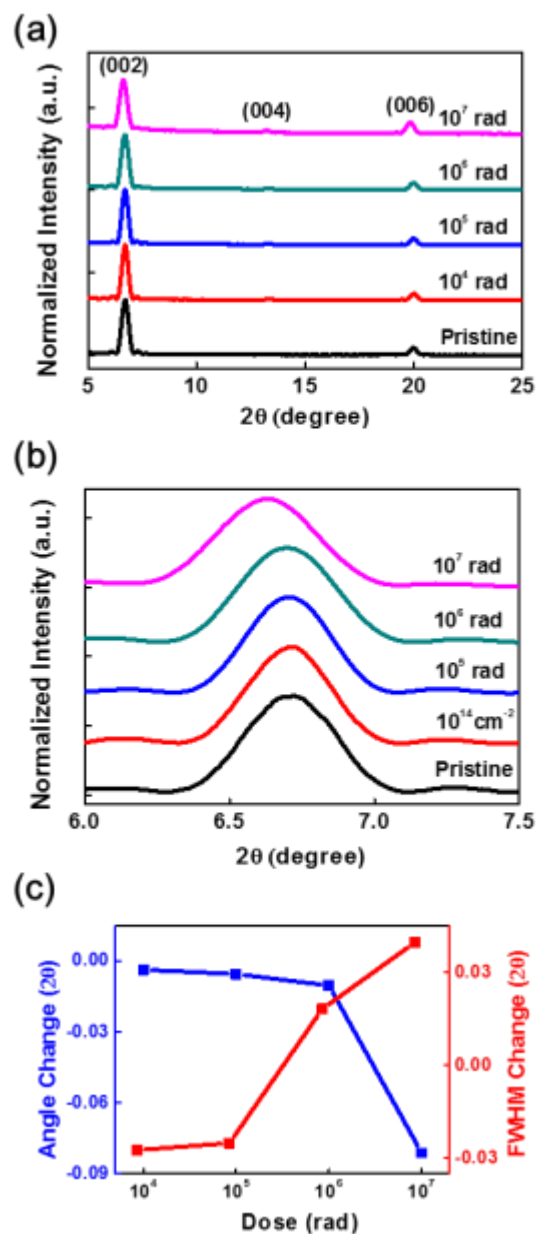 (a)
(002)
(004)
(006)
10⁷ rad
10⁶ rad
10⁵ rad
10⁴ rad
Pristine
Normalized Intensity (a.u.)
5 10 15 20 25
2θ (degree)
(b)
10⁷ rad
10⁶ rad
10⁵ rad
10¹⁴ cm⁻²
Pristine
Normalized Intensity (a.u.)
6.0 6.5 7.0 7.5
2θ (degree)
(c)
Angle Change (2θ)
0.00
-0.03
-0.06
-0.09
0.03
0.00
-0.03
FWHM Change (2θ)
10⁴ 10⁵ 10⁶ 10⁷
Dose (rad)